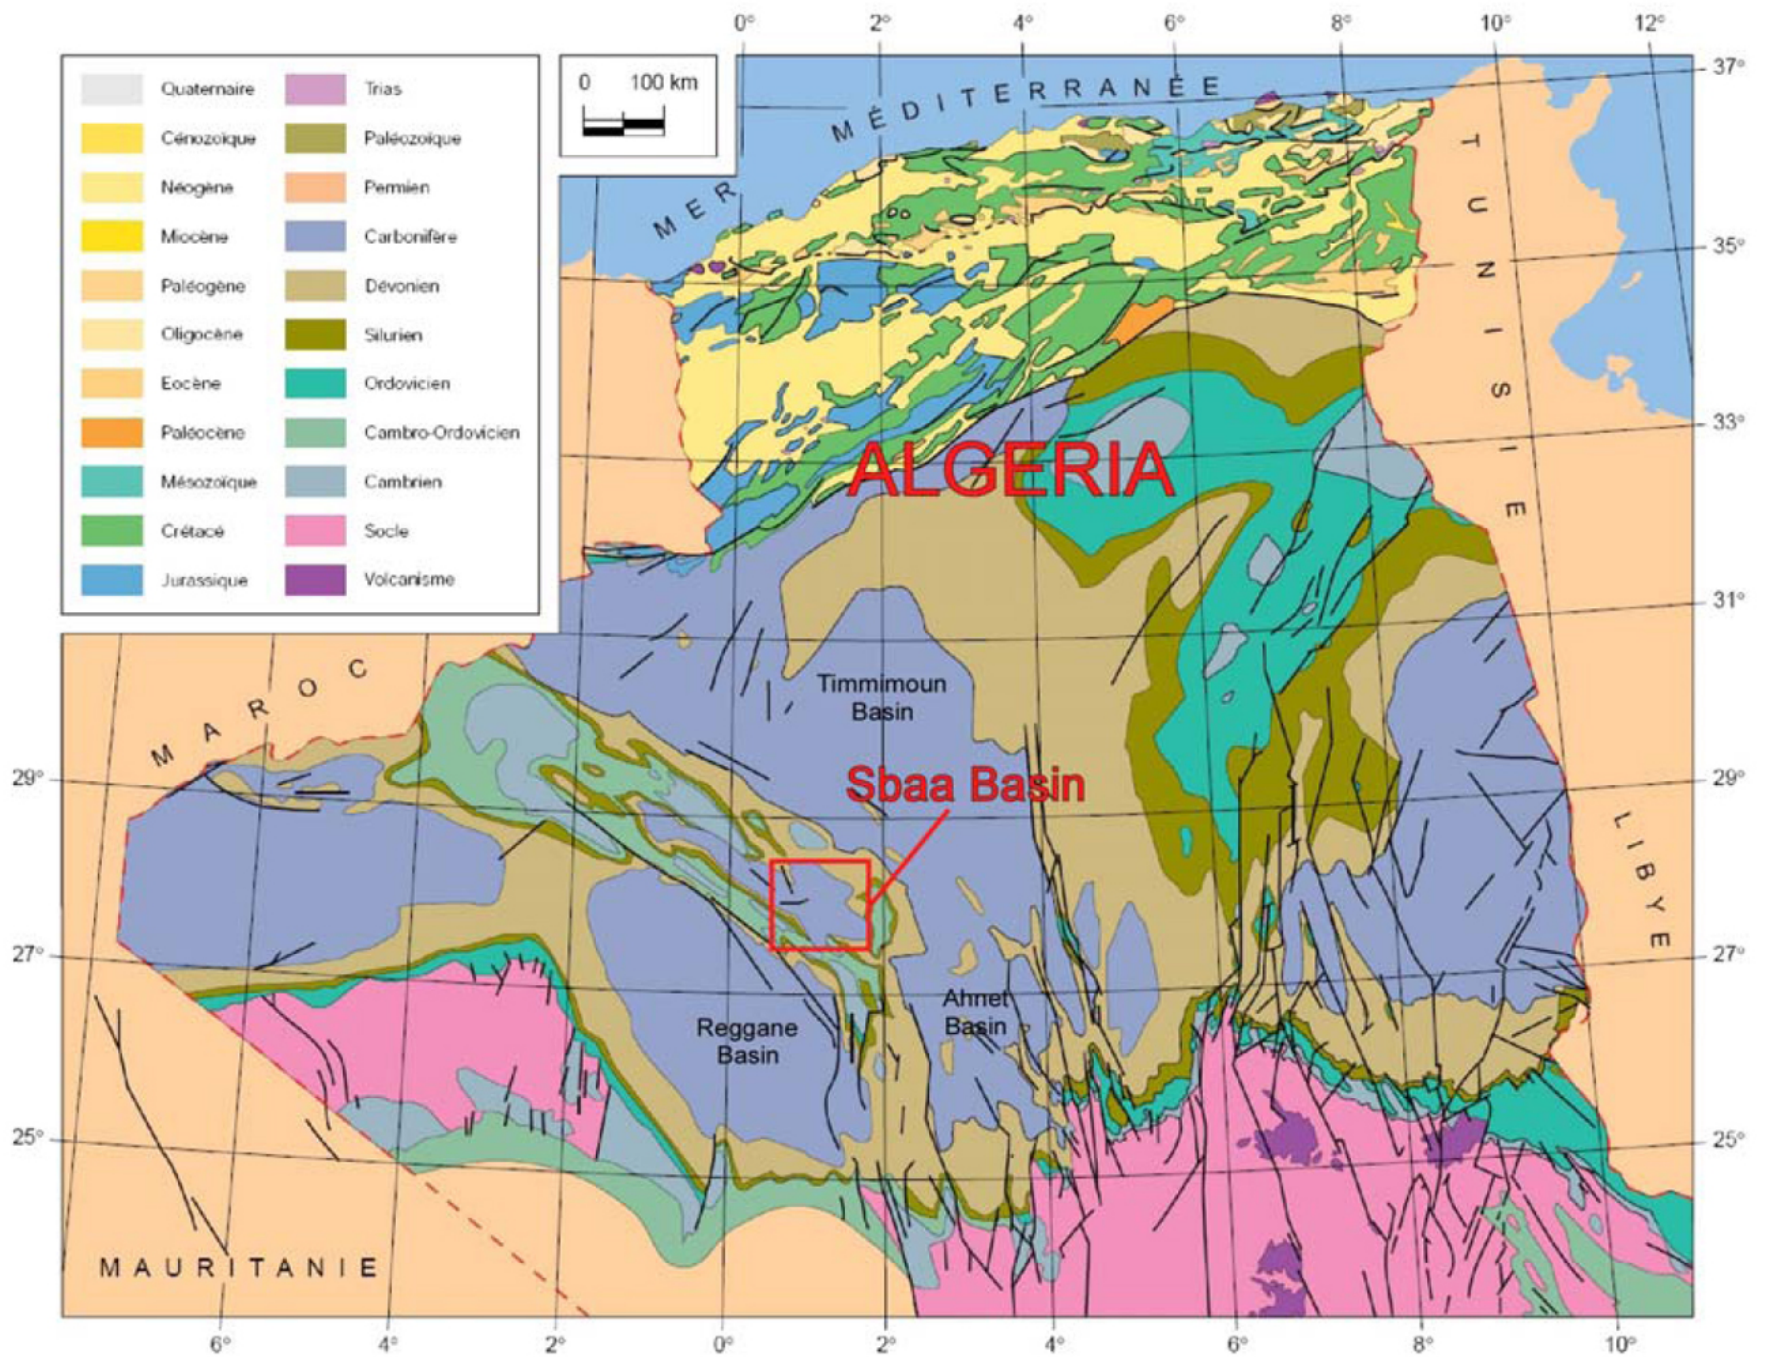 0° 2° 4° 6° 8° 10° 12°
Quaternaire
Cénozoïque
Néogène
Miocène
Paléogène
Oligocène
Eocène
Paléocène
Mésozoïque
Crétacé
Jurassique
Trias
Paléozoïque
Permien
Carbonifère
Dévonien
Silurien
Ordovicien
Cambro-Ordovicien
Cambrien
Socle
Volcanisme
0 100 km
MER MÉDITERRANÉE
TUNISIE
37°
35°
33°
31°
29°
27°
25°
ALGERIA
MAROC
Timmimoun
Basin
Sbaa Basin
LIBYE
29°
27°
25°
Reggane
Basin
Ahnet
Basin
MAURITANIE
6° 4° 2° 0° 2° 4° 6° 8° 10°